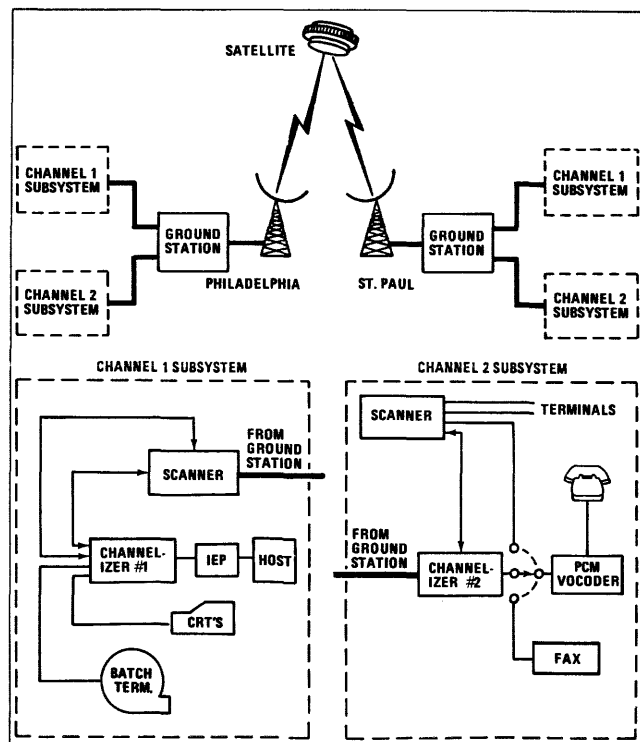 SATELLITE
CHANNEL 1
SUBSYSTEM
CHANNEL 2
SUBSYSTEM
GROUND
STATION
PHILADELPHIA
ST. PAUL
GROUND
STATION
CHANNEL 1
SUBSYSTEM
CHANNEL 2
SUBSYSTEM
CHANNEL 1 SUBSYSTEM
FROM
GROUND
STATION
SCANNER
CHANNEL-
IZER #1
IEP
HOST
CRT'S
BATCH
TERM.
CHANNEL 2 SUBSYSTEM
SCANNER
TERMINALS
FROM
GROUND
STATION
CHANNEL-
IZER #2
PCM
VOCODER
FAX